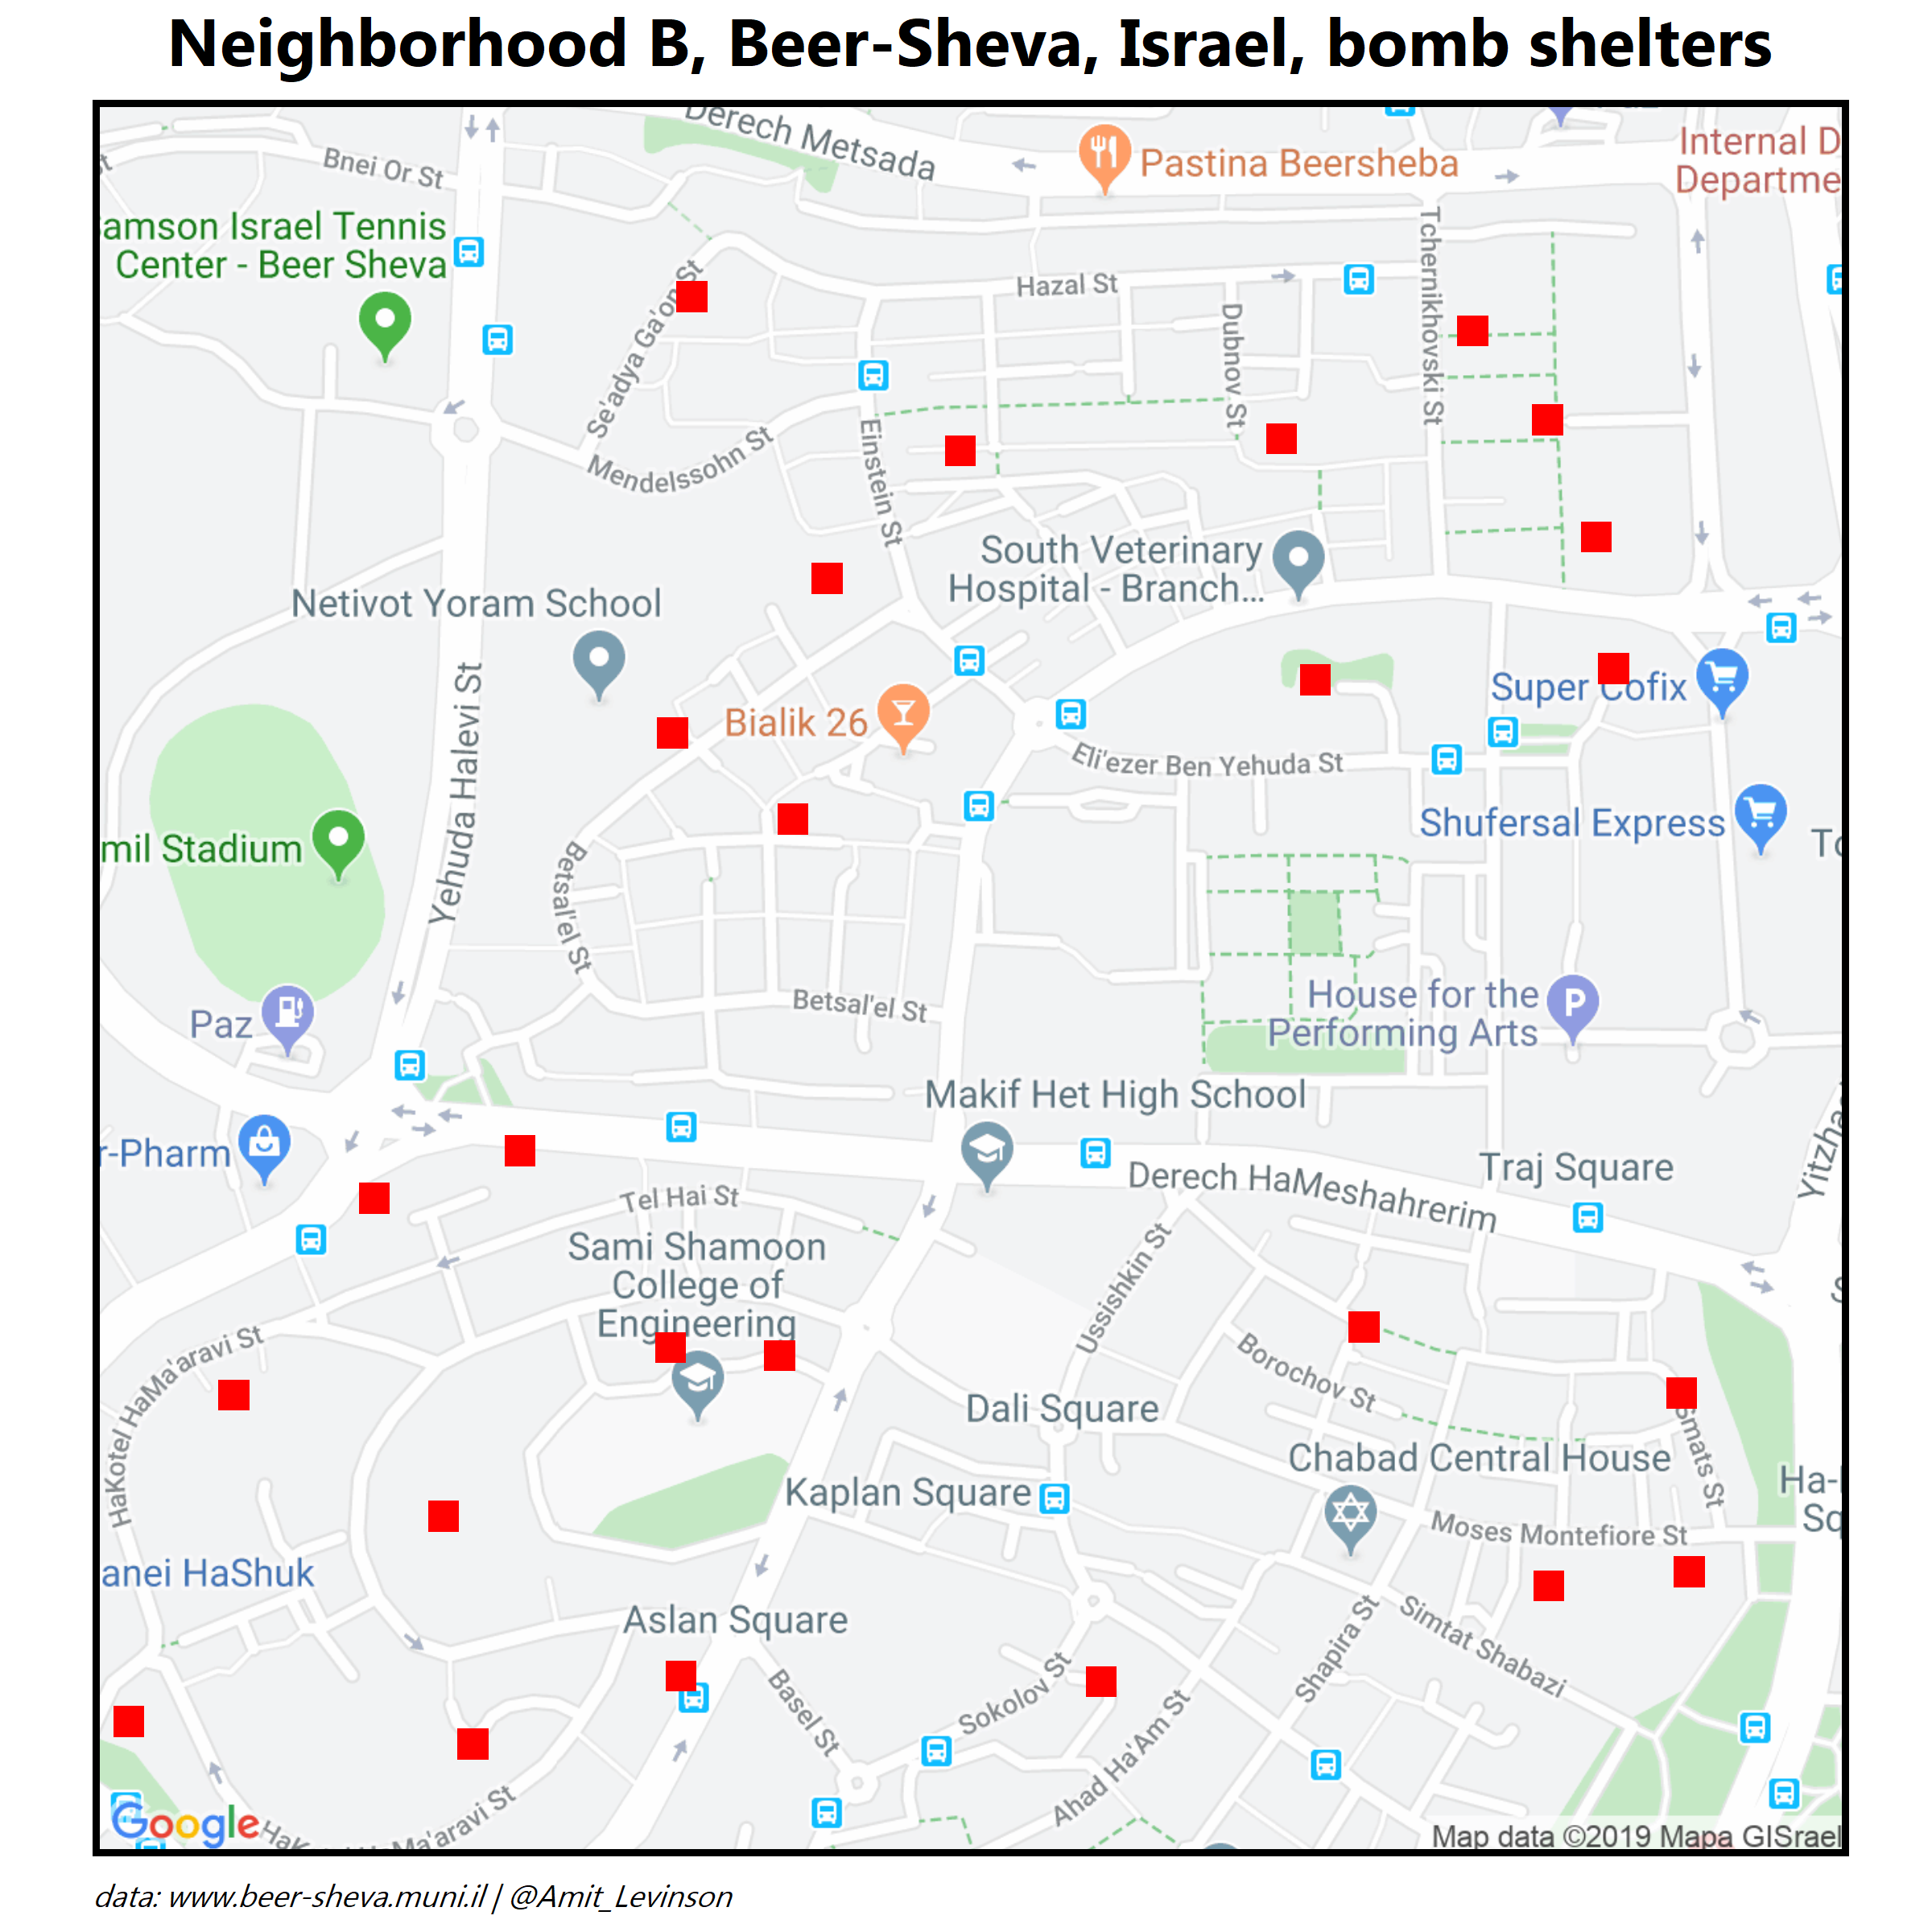 Neighborhood B, Beer-Sheva, Israel, bomb shelters
Derech Metsada
Bnei Or St
Pastina Beersheba
Internal D
Departme
amson Israel Tennis
Center - Beer Sheva
Tchernikhovski St
Se'adya Ga'on St
Hazal St
Dubnov St
Mendelssohn St
Einstein St
South Veterinary
Hospital - Branch...
Netivot Yoram School
Yehuda Halevi St
Super Cofix
Bialik 26
Eli'ezer Ben Yehuda St
mil Stadium
Shufersal Express
To
Betsal'el St
Betsal'el St
Paz
House for the
Performing Arts
P
Makif Het High School
r-Pharm
Derech HaMeshahrerim
Traj Square
Yitzha
Tel Hai St
Sami Shamoon
College of
Engineering
Ussishkin St
HaKotel HaMa'aravi St
Borochov St
Dali Square
Smats St
Chabad Central House
Kaplan Square
Ha-
Sq
Moses Montefiore St
anei HaShuk
Aslan Square
Simtat Shabazi
Shapira St
Basel St
Sokolov St
Ahad Ha'Am St
Google
Ma'aravi St
Map data ©2019 Mapa GISrael
data: www.beer-sheva.muni.il | @Amit_Levinson